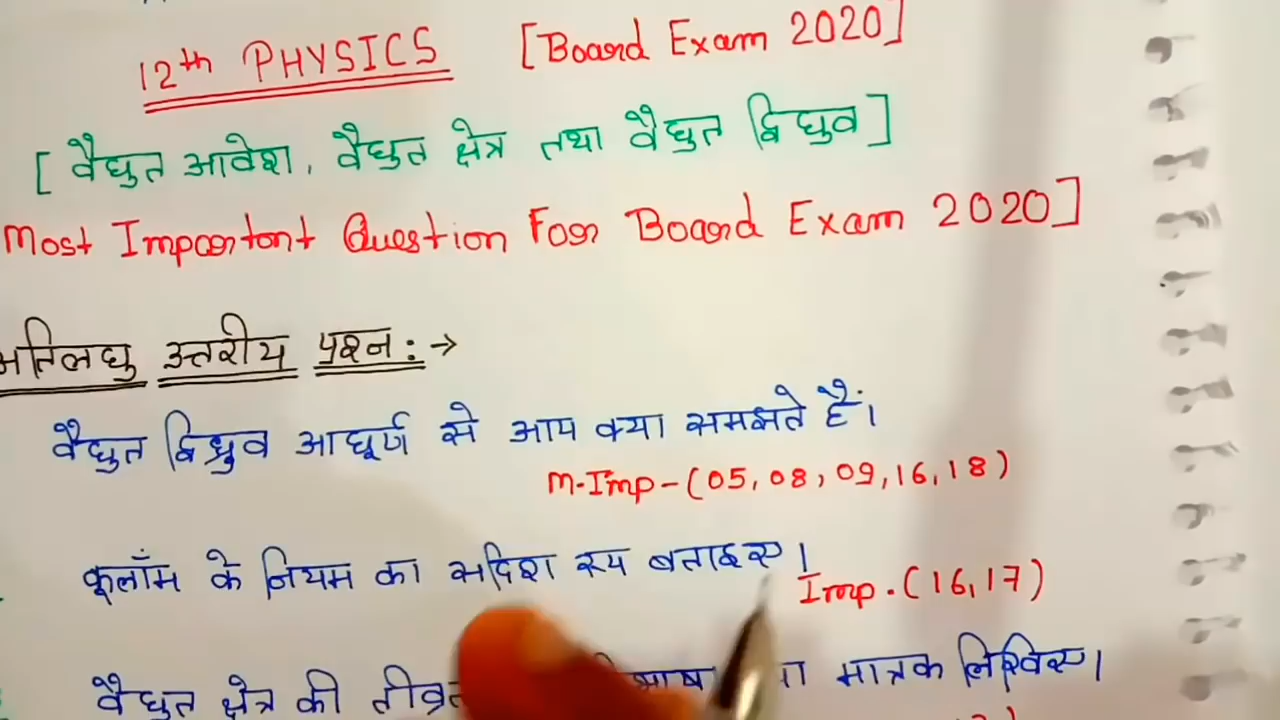 12th PHYSICS [Board Exam 2020]
[वैद्युत आवेश, वैद्युत क्षेत्र तथा वैद्युत द्विध्रुव]
Most Important Question For Board Exam 2020]
अतिलघु उत्तरीय प्रश्न :→
वैद्युत द्विध्रुव आघूर्ण से आप क्या समझते हैं।
M.Imp-(05,08,09,16,18)
कूलॉम के नियम का सदिश रूप बताइए।
Imp.(16,17)
वैद्युत क्षेत्र की मात्रक लिखिए।